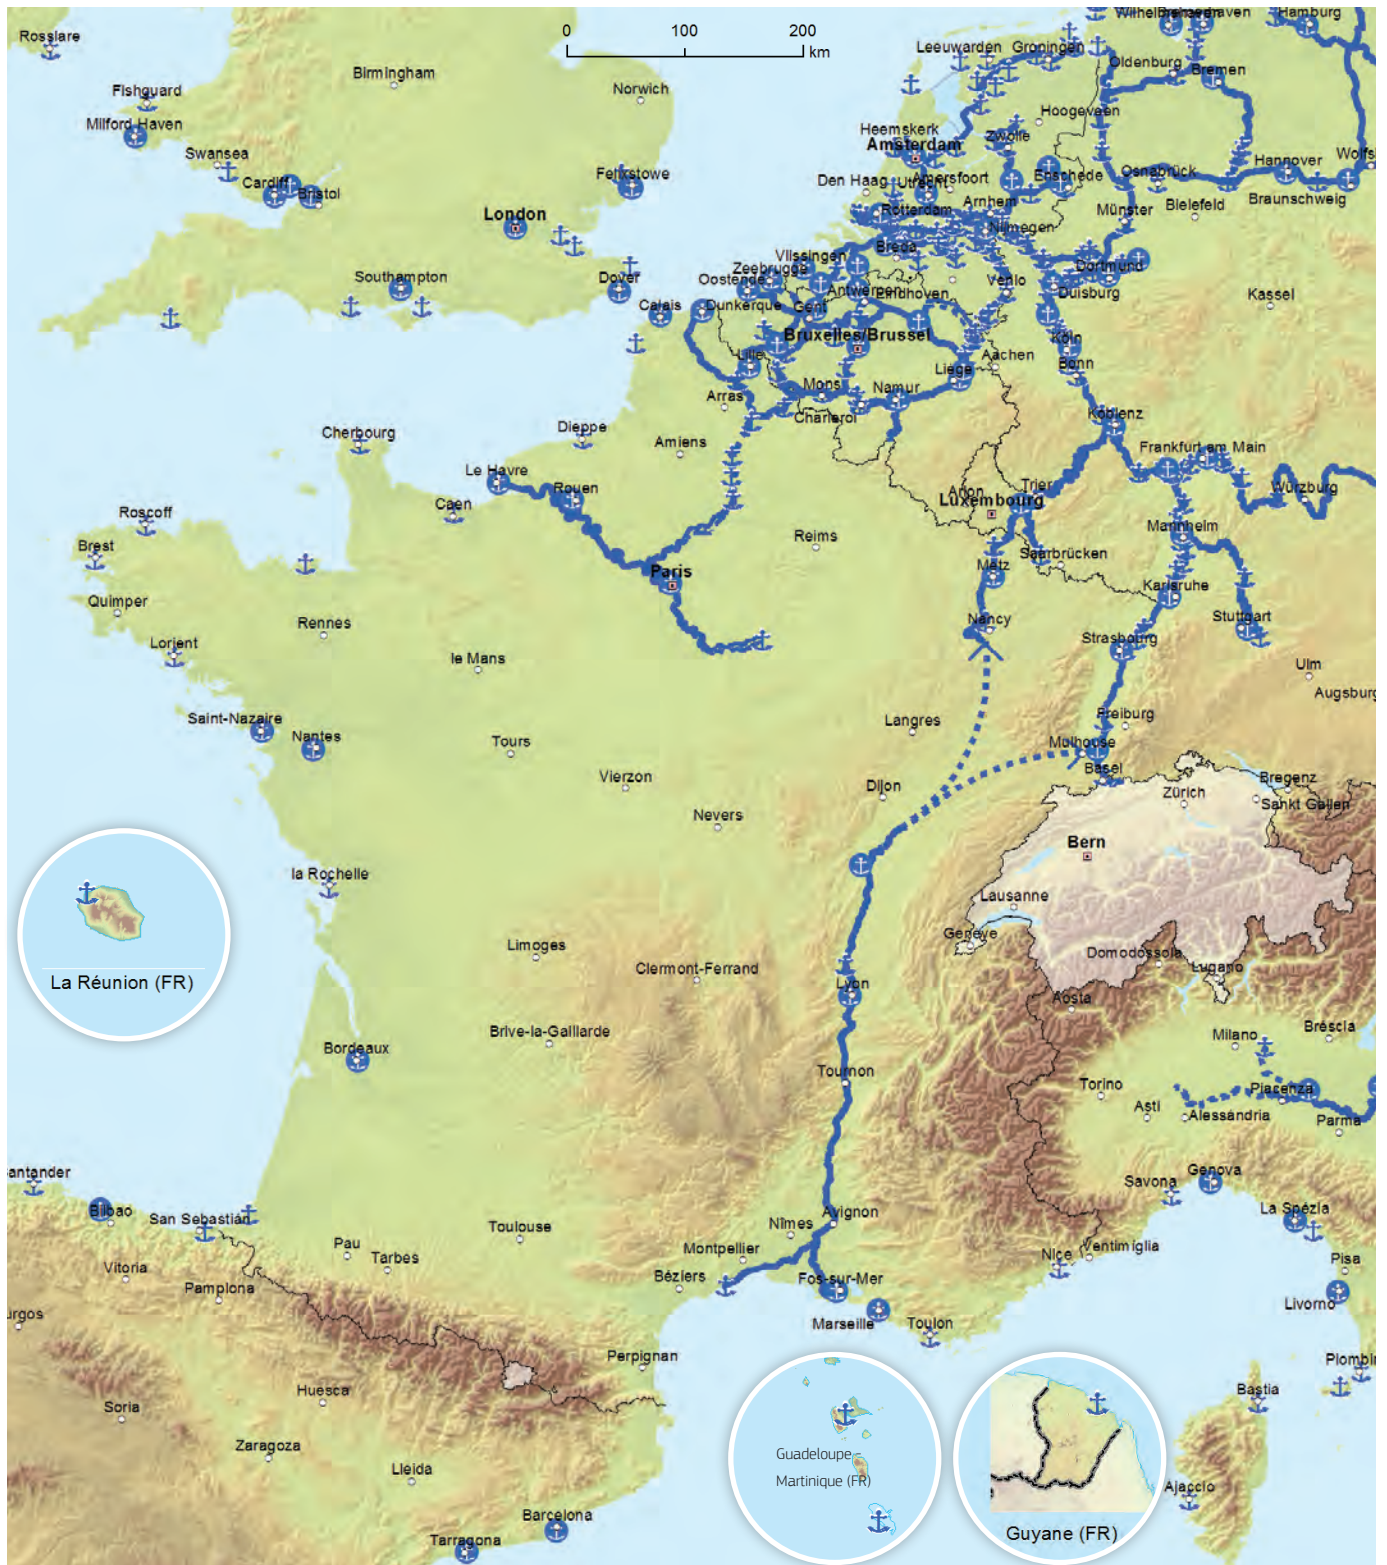 Rosslare
0 100 200
km
Wilhelmshaven
Bremerhaven
Hamburg
Leeuwarden
Groningen
Oldenburg
Bremen
Birmingham
Norwich
Fishguard
Milford Haven
Hoogeveen
Heemskerk
Amsterdam
Zwolle
Swansea
Cardiff
Bristol
Felixstowe
Den Haag
Utrecht
Amersfoort
Enschede
Osnabrück
Hannover
Wolfs
Braunschweig
London
Rotterdam
Arnhem
Nijmegen
Münster
Bielefeld
Breda
Vlissingen
Zeebrugge
Oostende
Southampton
Dover
Calais
Dunkerque
Gent
Antwerpen
Eindhoven
Venlo
Dortmund
Duisburg
Kassel
Bruxelles/Brussel
Lille
Aachen
Köln
Bonn
Liège
Arras
Mons
Namur
Charleroi
Koblenz
Cherbourg
Dieppe
Amiens
Frankfurt am Main
Le Havre
Rouen
Caen
Arlon
Luxembourg
Trier
Würzburg
Roscoff
Brest
Reims
Mannheim
Saarbrücken
Metz
Paris
Karlsruhe
Quimper
Rennes
Nancy
Stuttgart
Lorient
le Mans
Strasbourg
Ulm
Augsburg
Saint-Nazaire
Nantes
Langres
Freiburg
Tours
Mulhouse
Basel
Vierzon
Dijon
Bregenz
Zürich
Sankt Gallen
Nevers
Bern
la Rochelle
Lausanne
Genève
La Réunion (FR)
Limoges
Clermont-Ferrand
Lyon
Domodossola
Lugano
Aosta
Brive-la-Gaillarde
Bordeaux
Milano
Brescia
Tournon
Torino
Piacenza
Asti
Alessandria
Parma
antander
Bilbao
San Sebastián
Savona
Genova
La Spezia
Avignon
Nîmes
Toulouse
Montpellier
Pau
Tarbes
Nice
Ventimiglia
Pisa
Vitoria
Pamplona
Béziers
Fos-sur-Mer
Livorno
urgos
Marseille
Toulon
Perpignan
Piombin
Huesca
Soria
Bastia
Zaragoza
Guadeloupe –
Martinique (FR)
Lleida
Ajaccio
Barcelona
Tarragona
Guyane (FR)